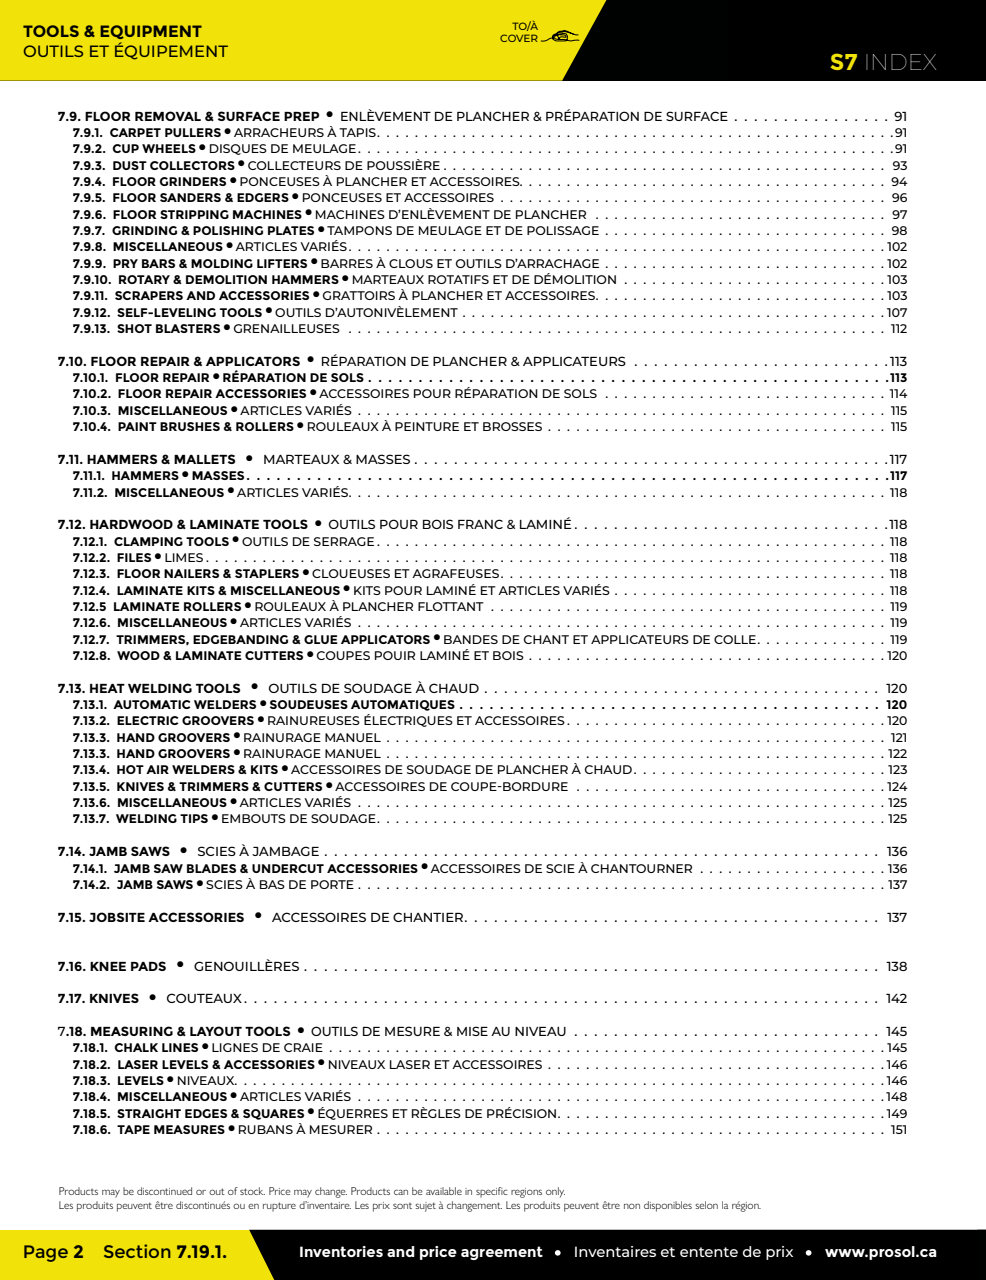 TOOLS & EQUIPMENT
OUTILS ET ÉQUIPEMENT
TO/À
COVER
S7 INDEX
7.9. FLOOR REMOVAL & SURFACE PREP • ENLÈVEMENT DE PLANCHER & PRÉPARATION DE SURFACE . . . . . . . . . . . . . . . . 91
7.9.1. CARPET PULLERS • ARRACHEURS À TAPIS. . . . . . . . . . . . . . . . . . . . . . . . . . . . . . . . 91
7.9.2. CUP WHEELS • DISQUES DE MEULAGE. . . . . . . . . . . . . . . . . . . . . . . . . . . . . . . . 91
7.9.3. DUST COLLECTORS • COLLECTEURS DE POUSSIÈRE . . . . . . . . . . . . . . . . . . . . . . . . 93
7.9.4. FLOOR GRINDERS • PONCEUSES À PLANCHER ET ACCESSOIRES. . . . . . . . . . . . . . . . . . . . 94
7.9.5. FLOOR SANDERS & EDGERS • PONCEUSES ET ACCESSOIRES . . . . . . . . . . . . . . . . . . . . 96
7.9.6. FLOOR STRIPPING MACHINES • MACHINES D'ENLÈVEMENT DE PLANCHER . . . . . . . . . . . . . . . . 97
7.9.7. GRINDING & POLISHING PLATES • TAMPONS DE MEULAGE ET DE POLISSAGE . . . . . . . . . . . . . . . . 98
7.9.8. MISCELLANEOUS • ARTICLES VARIÉS. . . . . . . . . . . . . . . . . . . . . . . . . . . . . . . . 102
7.9.9. PRY BARS & MOLDING LIFTERS • BARRES À CLOUS ET OUTILS D'ARRACHAGE . . . . . . . . . . . . . . . . 102
7.9.10. ROTARY & DEMOLITION HAMMERS • MARTEAUX ROTATIFS ET DE DÉMOLITION . . . . . . . . . . . . . . . . 103
7.9.11. SCRAPERS AND ACCESSORIES • GRATTOIRS À PLANCHER ET ACCESSOIRES. . . . . . . . . . . . . . . . 103
7.9.12. SELF-LEVELING TOOLS • OUTILS D'AUTONIVÈLEMENT . . . . . . . . . . . . . . . . . . . . . . . . 107
7.9.13. SHOT BLASTERS • GRENAILLEUSES . . . . . . . . . . . . . . . . . . . . . . . . . . . . . . . . 112
7.10. FLOOR REPAIR & APPLICATORS • RÉPARATION DE PLANCHER & APPLICATEURS . . . . . . . . . . . . . . . . 113
7.10.1. FLOOR REPAIR • RÉPARATION DE SOLS . . . . . . . . . . . . . . . . . . . . . . . . . . . . . . . . 113
7.10.2. FLOOR REPAIR ACCESSORIES • ACCESSOIRES POUR RÉPARATION DE SOLS . . . . . . . . . . . . . . . . 114
7.10.3. MISCELLANEOUS • ARTICLES VARIÉS . . . . . . . . . . . . . . . . . . . . . . . . . . . . . . . . 115
7.10.4. PAINT BRUSHES & ROLLERS • ROULEAUX À PEINTURE ET BROSSES . . . . . . . . . . . . . . . . . . . . 115
7.11. HAMMERS & MALLETS • MARTEAUX & MASSES . . . . . . . . . . . . . . . . . . . . . . . . . . . . 117
7.11.1. HAMMERS • MASSES. . . . . . . . . . . . . . . . . . . . . . . . . . . . . . . . . . . . . . . . 117
7.11.2. MISCELLANEOUS • ARTICLES VARIÉS. . . . . . . . . . . . . . . . . . . . . . . . . . . . . . . . 118
7.12. HARDWOOD & LAMINATE TOOLS • OUTILS POUR BOIS FRANC & LAMINÉ. . . . . . . . . . . . . . . . . . . . 118
7.12.1. CLAMPING TOOLS • OUTILS DE SERRAGE. . . . . . . . . . . . . . . . . . . . . . . . . . . . . . . . 118
7.12.2. FILES • LIMES . . . . . . . . . . . . . . . . . . . . . . . . . . . . . . . . . . . . . . . . 118
7.12.3. FLOOR NAILERS & STAPLERS • CLOUEUSES ET AGRAFEUSES. . . . . . . . . . . . . . . . . . . . . . . . 118
7.12.4. LAMINATE KITS & MISCELLANEOUS • KITS POUR LAMINÉ ET ARTICLES VARIÉS . . . . . . . . . . . . . . . . 118
7.12.5 LAMINATE ROLLERS • ROULEAUX À PLANCHER FLOTTANT . . . . . . . . . . . . . . . . . . . . . . . . 119
7.12.6. MISCELLANEOUS • ARTICLES VARIÉS . . . . . . . . . . . . . . . . . . . . . . . . . . . . . . . . 119
7.12.7. TRIMMERS, EDGEBANDING & GLUE APPLICATORS • BANDES DE CHANT ET APPLICATEURS DE COLLE. . . . . . . . . . . . . 119
7.12.8. WOOD & LAMINATE CUTTERS • COUPES POUIR LAMINÉ ET BOIS . . . . . . . . . . . . . . . . . . . . 120
7.13. HEAT WELDING TOOLS • OUTILS DE SOUDAGE À CHAUD . . . . . . . . . . . . . . . . . . . . . . . . 120
7.13.1. AUTOMATIC WELDERS • SOUDEUSES AUTOMATIQUES . . . . . . . . . . . . . . . . . . . . . . . . 120
7.13.2. ELECTRIC GROOVERS • RAINUREUSES ÉLECTRIQUES ET ACCESSOIRES . . . . . . . . . . . . . . . . . . . . 120
7.13.3. HAND GROOVERS • RAINURAGE MANUEL . . . . . . . . . . . . . . . . . . . . . . . . . . . . . . . . 121
7.13.3. HAND GROOVERS • RAINURAGE MANUEL . . . . . . . . . . . . . . . . . . . . . . . . . . . . . . . . 122
7.13.4. HOT AIR WELDERS & KITS • ACCESSOIRES DE SOUDAGE DE PLANCHER À CHAUD. . . . . . . . . . . . . . . . 123
7.13.5. KNIVES & TRIMMERS & CUTTERS • ACCESSOIRES DE COUPE-BORDURE . . . . . . . . . . . . . . . . . . . . 124
7.13.6. MISCELLANEOUS • ARTICLES VARIÉS . . . . . . . . . . . . . . . . . . . . . . . . . . . . . . . . 125
7.13.7. WELDING TIPS • EMBOUTS DE SOUDAGE. . . . . . . . . . . . . . . . . . . . . . . . . . . . . . . . 125
7.14. JAMB SAWS • SCIES À JAMBAGE . . . . . . . . . . . . . . . . . . . . . . . . . . . . . . . . 136
7.14.1. JAMB SAW BLADES & UNDERCUT ACCESSORIES • ACCESSOIRES DE SCIE À CHANTOURNER . . . . . . . . . . . . . . . . 136
7.14.2. JAMB SAWS • SCIES À BAS DE PORTE . . . . . . . . . . . . . . . . . . . . . . . . . . . . . . . . 137
7.15. JOBSITE ACCESSORIES • ACCESSOIRES DE CHANTIER. . . . . . . . . . . . . . . . . . . . . . . . . . . . 137
7.16. KNEE PADS • GENOUILLÈRES . . . . . . . . . . . . . . . . . . . . . . . . . . . . . . . . 138
7.17. KNIVES • COUTEAUX. . . . . . . . . . . . . . . . . . . . . . . . . . . . . . . . . . . . 142
7.18. MEASURING & LAYOUT TOOLS • OUTILS DE MESURE & MISE AU NIVEAU . . . . . . . . . . . . . . . . . . . . 145
7.18.1. CHALK LINES • LIGNES DE CRAIE . . . . . . . . . . . . . . . . . . . . . . . . . . . . . . . . 145
7.18.2. LASER LEVELS & ACCESSORIES • NIVEAUX LASER ET ACCESSOIRES . . . . . . . . . . . . . . . . . . . . 146
7.18.3. LEVELS • NIVEAUX. . . . . . . . . . . . . . . . . . . . . . . . . . . . . . . . . . . . 146
7.18.4. MISCELLANEOUS • ARTICLES VARIÉS . . . . . . . . . . . . . . . . . . . . . . . . . . . . . . . . 148
7.18.5. STRAIGHT EDGES & SQUARES • ÉQUERRES ET RÈGLES DE PRÉCISION. . . . . . . . . . . . . . . . . . . . 149
7.18.6. TAPE MEASURES • RUBANS À MESURER . . . . . . . . . . . . . . . . . . . . . . . . . . . . . . . . 151
Products may be discontinued or out of stock. Price may change. Products can be available in specific regions only.
Les produits peuvent être discontinués ou en rupture d'inventaire. Les prix sont sujet à changement. Les produits peuvent être non disponibles selon la région.
Page 2 Section 7.19.1.
Inventories and price agreement • Inventaires et entente de prix • www.prosol.ca